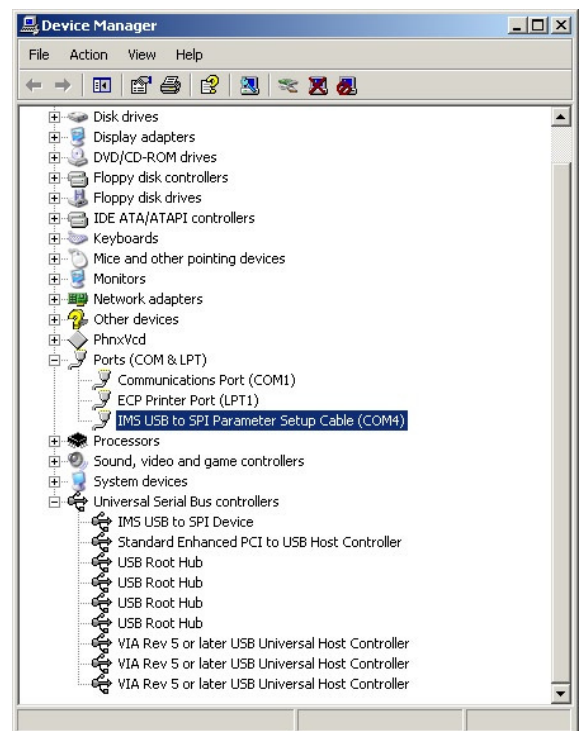 Device Manager
File Action View Help
Disk drives
Display adapters
DVD/CD-ROM drives
Floppy disk controllers
Floppy disk drives
IDE ATA/ATAPI controllers
Keyboards
Mice and other pointing devices
Monitors
Network adapters
Other devices
PhnxVcd
Ports (COM & LPT)
Communications Port (COM1)
ECP Printer Port (LPT1)
IMS USB to SPI Parameter Setup Cable (COM4)
Processors
Sound, video and game controllers
System devices
Universal Serial Bus controllers
IMS USB to SPI Device
Standard Enhanced PCI to USB Host Controller
USB Root Hub
USB Root Hub
USB Root Hub
USB Root Hub
VIA Rev 5 or later USB Universal Host Controller
VIA Rev 5 or later USB Universal Host Controller
VIA Rev 5 or later USB Universal Host Controller